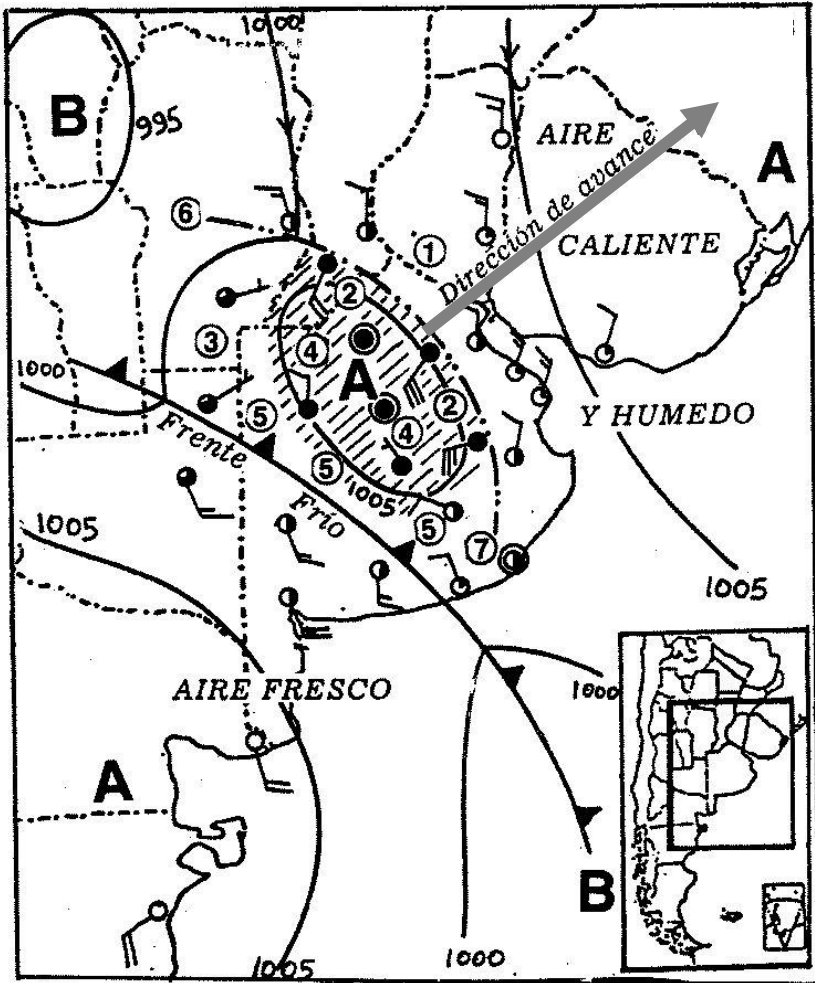 1000
B
995
AIRE
A
Dirección de avance
6
1
CALIENTE
2
3
4
1000
A
2
Y HUMEDO
5
4
Frente
5
1005
Frío
1005
5
7
1005
AIRE FRESCO
1000
A
B
1005
1000